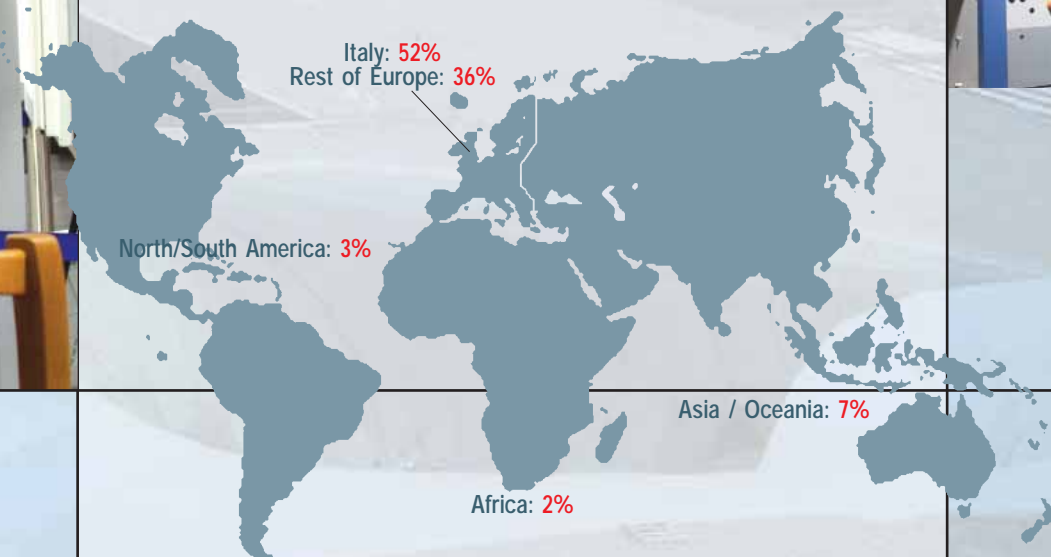 Italy: 52%
Rest of Europe: 36%
North/South America: 3%
Asia / Oceania: 7%
Africa: 2%